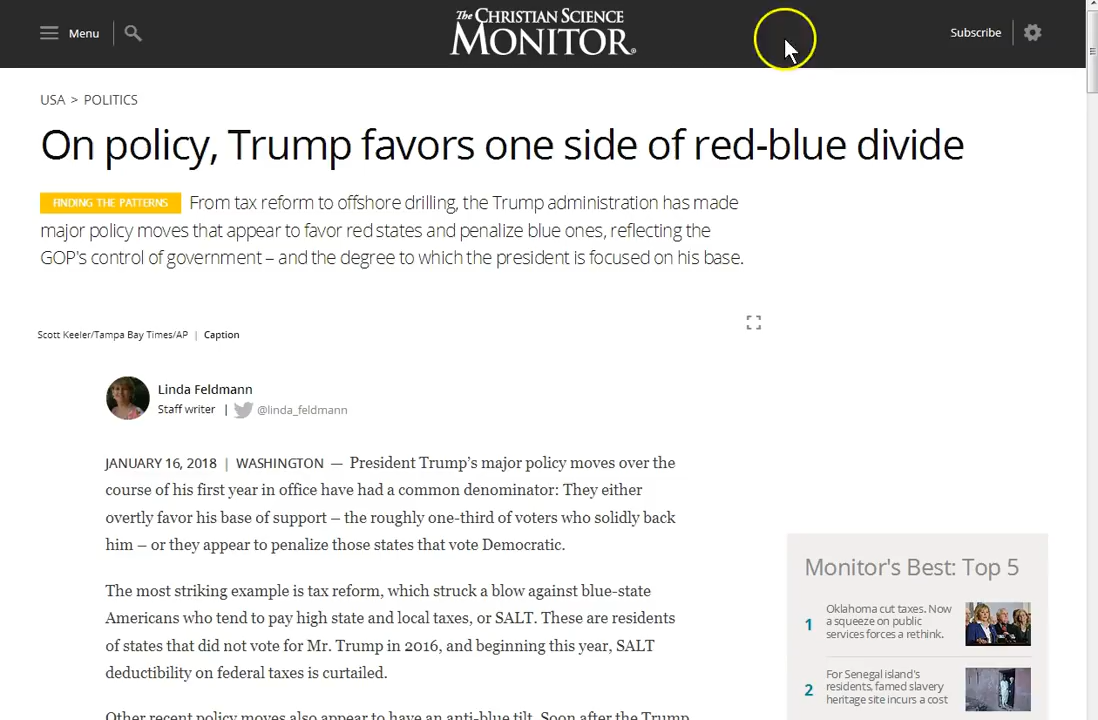 Menu
The CHRISTIAN SCIENCE
MONITOR®
Subscribe
USA > POLITICS
On policy, Trump favors one side of red-blue divide
FINDING THE PATTERNS From tax reform to offshore drilling, the Trump administration has made
major policy moves that appear to favor red states and penalize blue ones, reflecting the
GOP's control of government – and the degree to which the president is focused on his base.
Scott Keeler/Tampa Bay Times/AP | Caption
Linda Feldmann
Staff writer | @linda_feldmann
JANUARY 16, 2018 | WASHINGTON — President Trump’s major policy moves over the
course of his first year in office have had a common denominator: They either
overtly favor his base of support – the roughly one-third of voters who solidly back
him – or they appear to penalize those states that vote Democratic.
The most striking example is tax reform, which struck a blow against blue-state
Americans who tend to pay high state and local taxes, or SALT. These are residents
of states that did not vote for Mr. Trump in 2016, and beginning this year, SALT
deductibility on federal taxes is curtailed.
Other recent policy moves also appear to have an anti-blue tilt. Soon after the Trump
Monitor's Best: Top 5
1 Oklahoma cut taxes. Now
a squeeze on public
services forces a rethink.
2 For Senegal island's
residents, famed slavery
heritage site incurs a cost